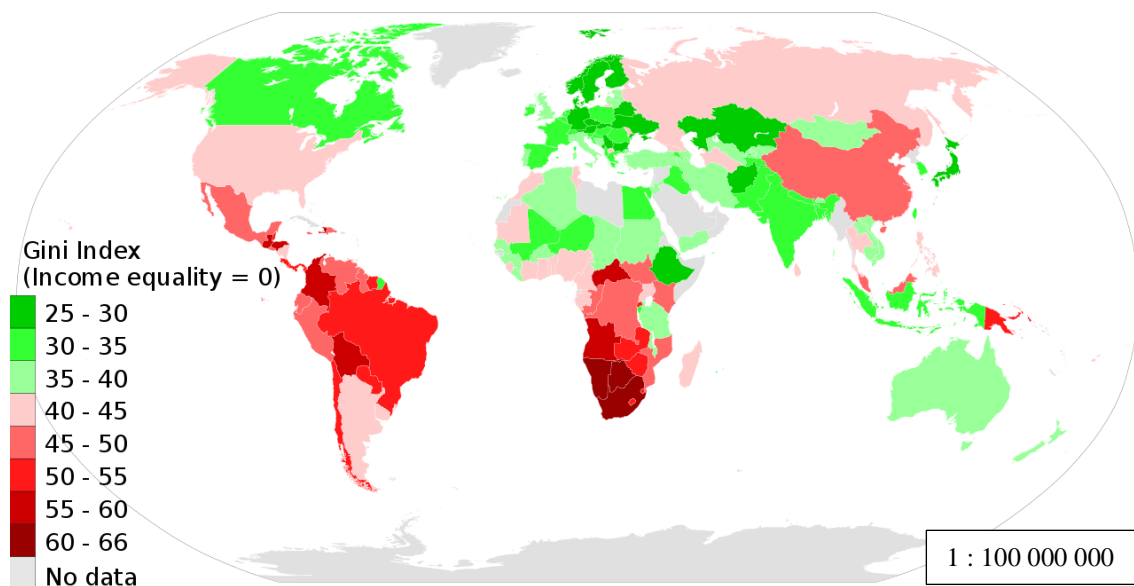 Gini Index
(Income equality = 0)
25 - 30
30 - 35
35 - 40
40 - 45
45 - 50
50 - 55
55 - 60
60 - 66
No data
1 : 100 000 000